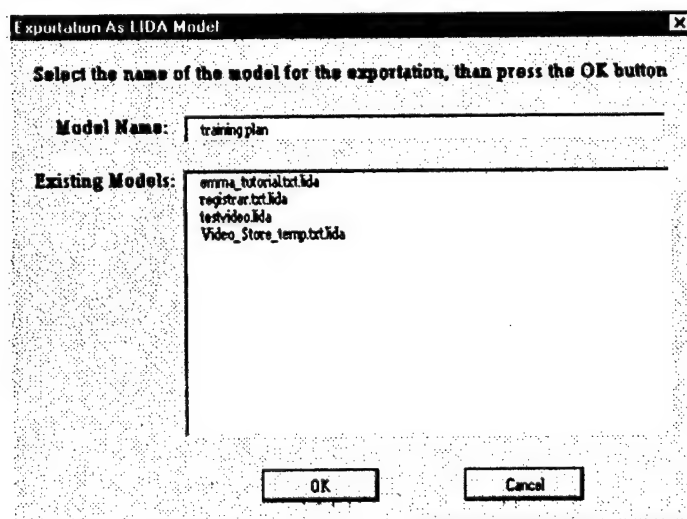 Exportation As LIDA Model
Select the name of the model for the exportation, than press the OK button
Model Name: training plan
Existing Models: emma_tutorial.txt.lida
registrar.txt.lida
testvideo.lida
Video_Store_temp.txt.lida
OK Cancel